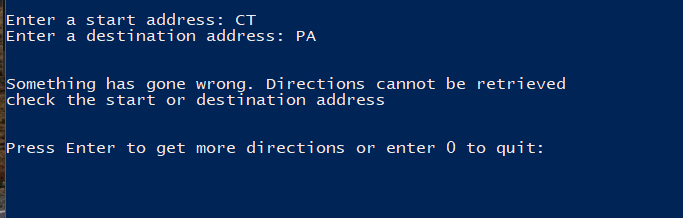 Enter a start address: CT
Enter a destination address: PA
Something has gone wrong. Directions cannot be retrieved
check the start or destination address
Press Enter to get more directions or enter 0 to quit: